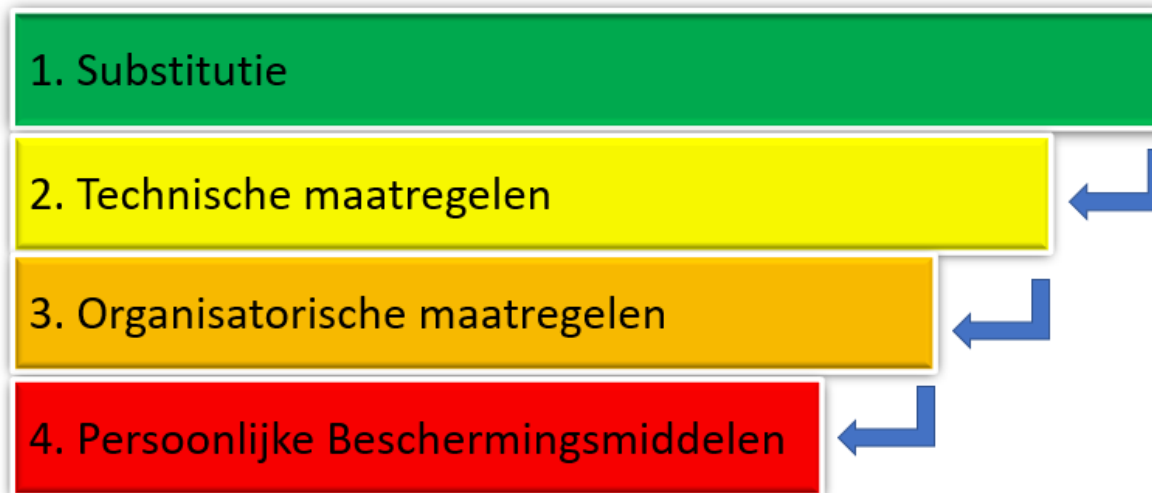 1. Substitutie
2. Technische maatregelen
3. Organisatorische maatregelen
4. Persoonlijke Beschermingsmiddelen